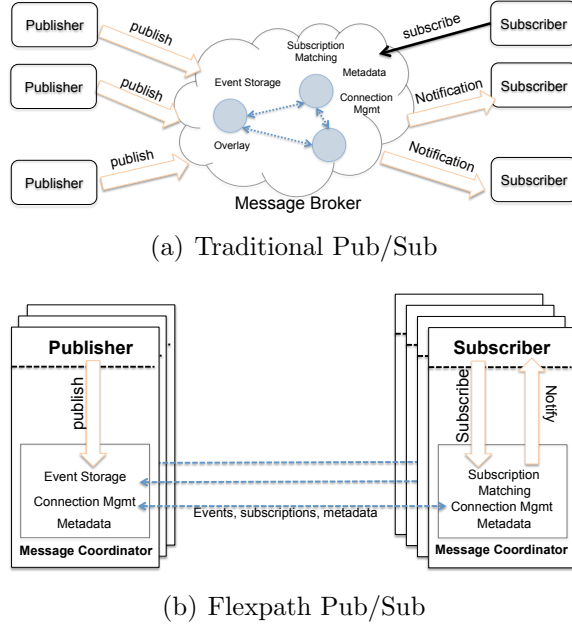 Publisher
publish
subscribe
Subscriber
Subscription
Matching
Publisher
publish
Event Storage
Metadata
Connection
Mgmt
Notification
Subscriber
Overlay
Publisher
publish
Notification
Subscriber
Message Broker
(a) Traditional Pub/Sub
Publisher
publish
Event Storage
Connection Mgmt
Metadata
Message Coordinator
Events, subscriptions, metadata
Subscriber
Subscribe
Notify
Subscription
Matching
Connection Mgmt
Metadata
Message Coordinator
(b) Flexpath Pub/Sub